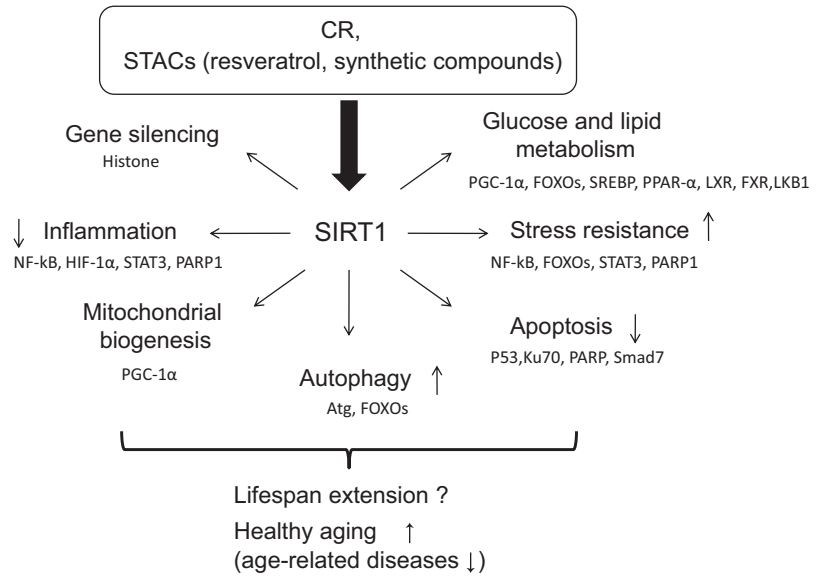 CR,
STACs (resveratrol, synthetic compounds)
Gene silencing
Histone
Glucose and lipid
metabolism
PGC-1α, FOXOs, SREBP, PPAR-α, LXR, FXR,LKB1
↓ Inflammation
NF-kB, HIF-1α, STAT3, PARP1
SIRT1
Stress resistance ↑
NF-kB, FOXOs, STAT3, PARP1
Mitochondrial
biogenesis
PGC-1α
Autophagy ↑
Atg, FOXOs
Apoptosis ↓
P53,Ku70, PARP, Smad7
Lifespan extension ?
Healthy aging ↑
(age-related diseases ↓)